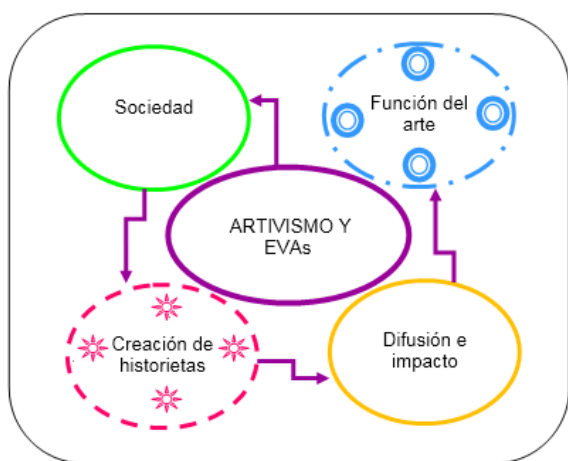 Sociedad
Función del
arte
ARTIVISMO Y
EVAs
Creación de
historietas
Difusión e
impacto